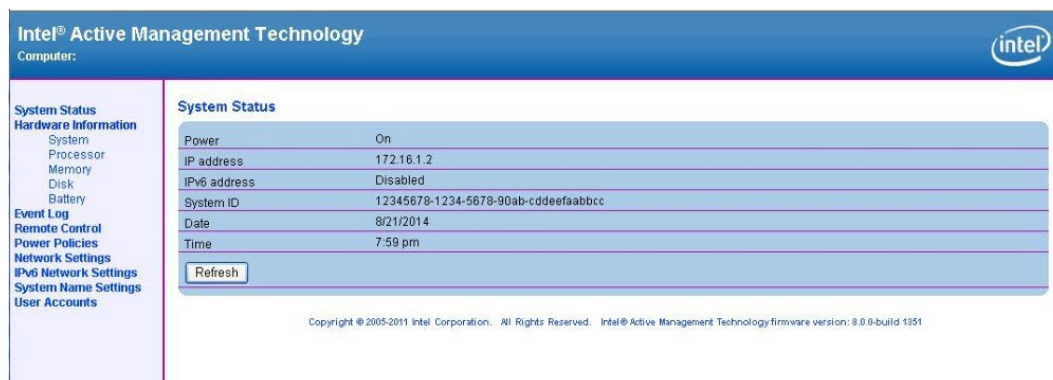 Intel® Active Management Technology
Computer:
intel
System Status
Hardware Information
System
Processor
Memory
Disk
Battery
Event Log
Remote Control
Power Policies
Network Settings
IPv6 Network Settings
System Name Settings
User Accounts
System Status
Power On
IP address 172.16.1.2
IPv6 address Disabled
System ID 12345678-1234-5678-90ab-cddeefaabbcc
Date 8/21/2014
Time 7:59 pm
Refresh
Copyright © 2005-2011 Intel Corporation. All Rights Reserved. Intel® Active Management Technology firmware version: 8.0.0-build 1351